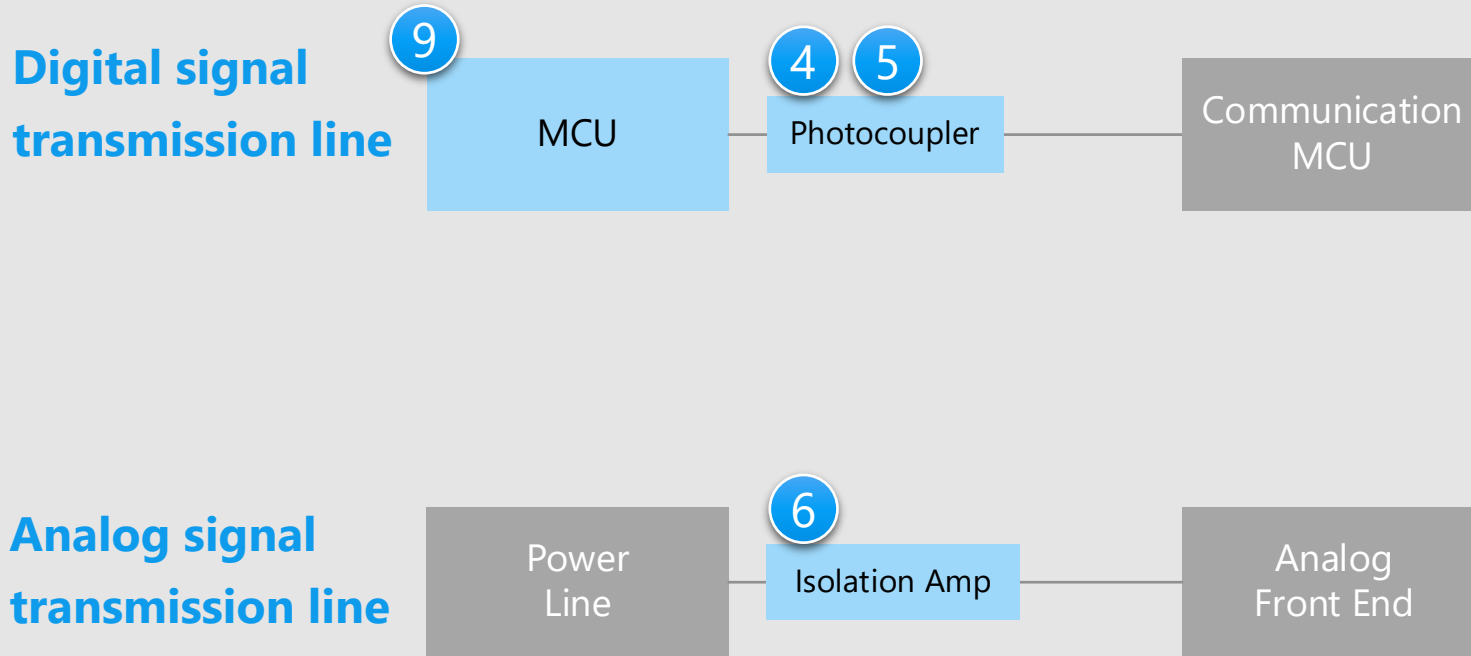 Digital signal
transmission line
9
MCU
4 5
Photocoupler
Communication
MCU
Analog signal
transmission line
Power
Line
6
Isolation Amp
Analog
Front End